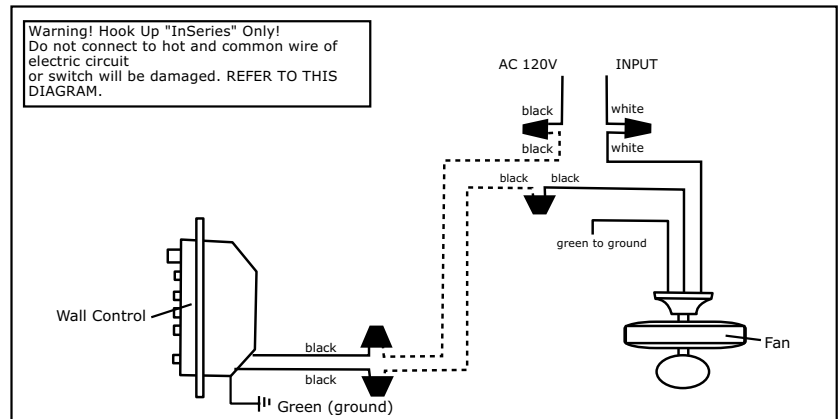 Warning! Hook Up "InSeries" Only!
Do not connect to hot and common wire of
electric circuit
or switch will be damaged. REFER TO THIS
DIAGRAM.
AC 120V
INPUT
black
white
black
white
black
black
green to ground
Wall Control
black
Fan
black
Green (ground)